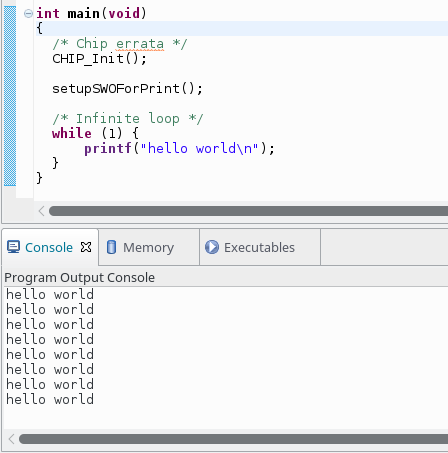 int main(void)
{
  /* Chip errata */
  CHIP_Init();

  setupSWOForPrint();

  /* Infinite loop */
  while (1) {
      printf("hello world\n");
  }
}
Console Memory Executables
Program Output Console
hello world
hello world
hello world
hello world
hello world
hello world
hello world
hello world